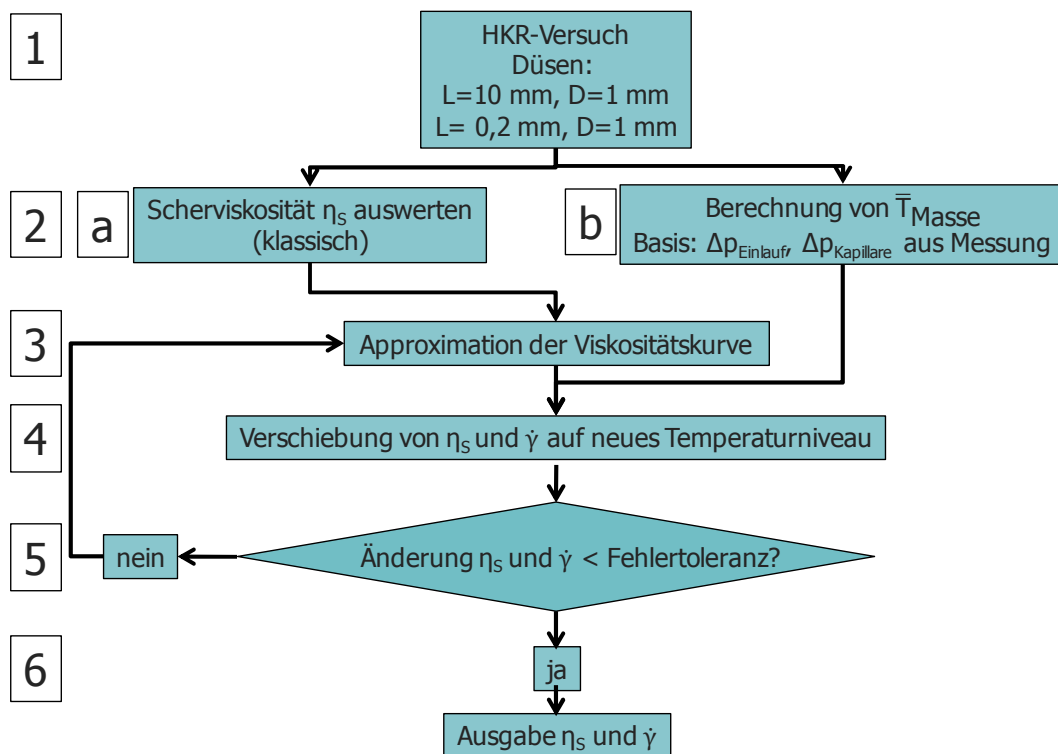 1
HKR-Versuch
Düsen:
L=10 mm, D=1 mm
L= 0,2 mm, D=1 mm
2
a
Scherviskosität ηS auswerten
(klassisch)
b
Berechnung von T̅Masse
Basis: ΔpEinlauf, ΔpKapillare aus Messung
3
Approximation der Viskositätskurve
4
Verschiebung von ηS und γ̇ auf neues Temperaturniveau
5
nein
Änderung ηS und γ̇ < Fehlertoleranz?
6
ja
Ausgabe ηS und γ̇